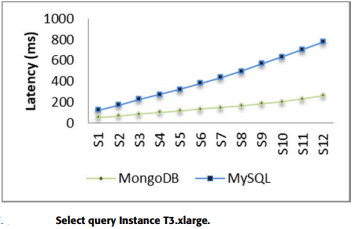 1000
800
600
400
200
0
Latency (ms)
S1 S2 S3 S4 S5 S6 S7 S8 S9 S10 S11 S12
MongoDB MySQL
Select query Instance T3.xlarge.